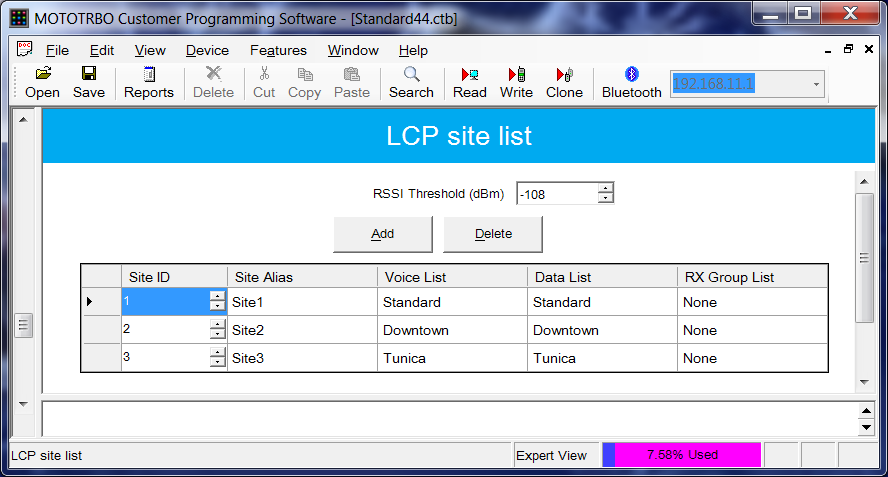 MOTOTRBO Customer Programming Software - [Standard44.ctb]
File Edit View Device Features Window Help
Open Save Reports Delete Cut Copy Paste Search Read Write Clone Bluetooth 192.168.11.1
LCP site list
RSSI Threshold (dBm) -108
Add Delete
Site ID Site Alias Voice List Data List RX Group List
1 Site1 Standard Standard None
2 Site2 Downtown Downtown None
3 Site3 Tunica Tunica None
LCP site list Expert View 7.58% Used